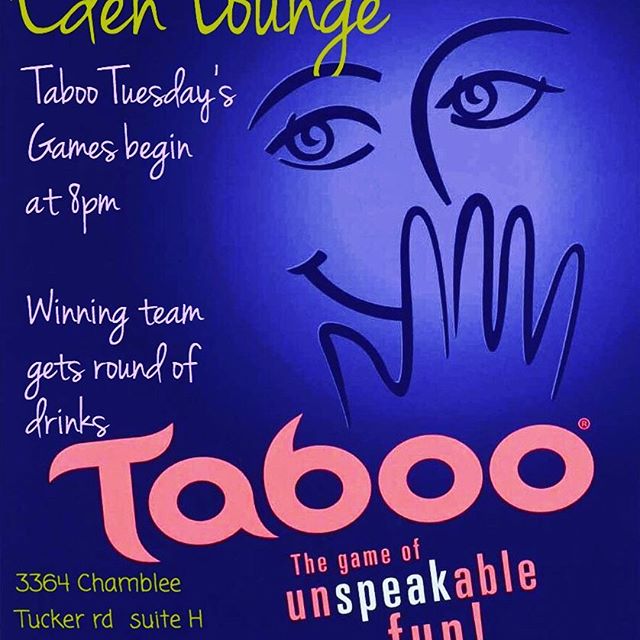 Eden Lounge
Taboo Tuesday's
Games begin
at 8pm
Winning team
gets round of
drinks
Taboo®
The game of
unspeakable
fun!
3364 Chamblee
Tucker rd suite H